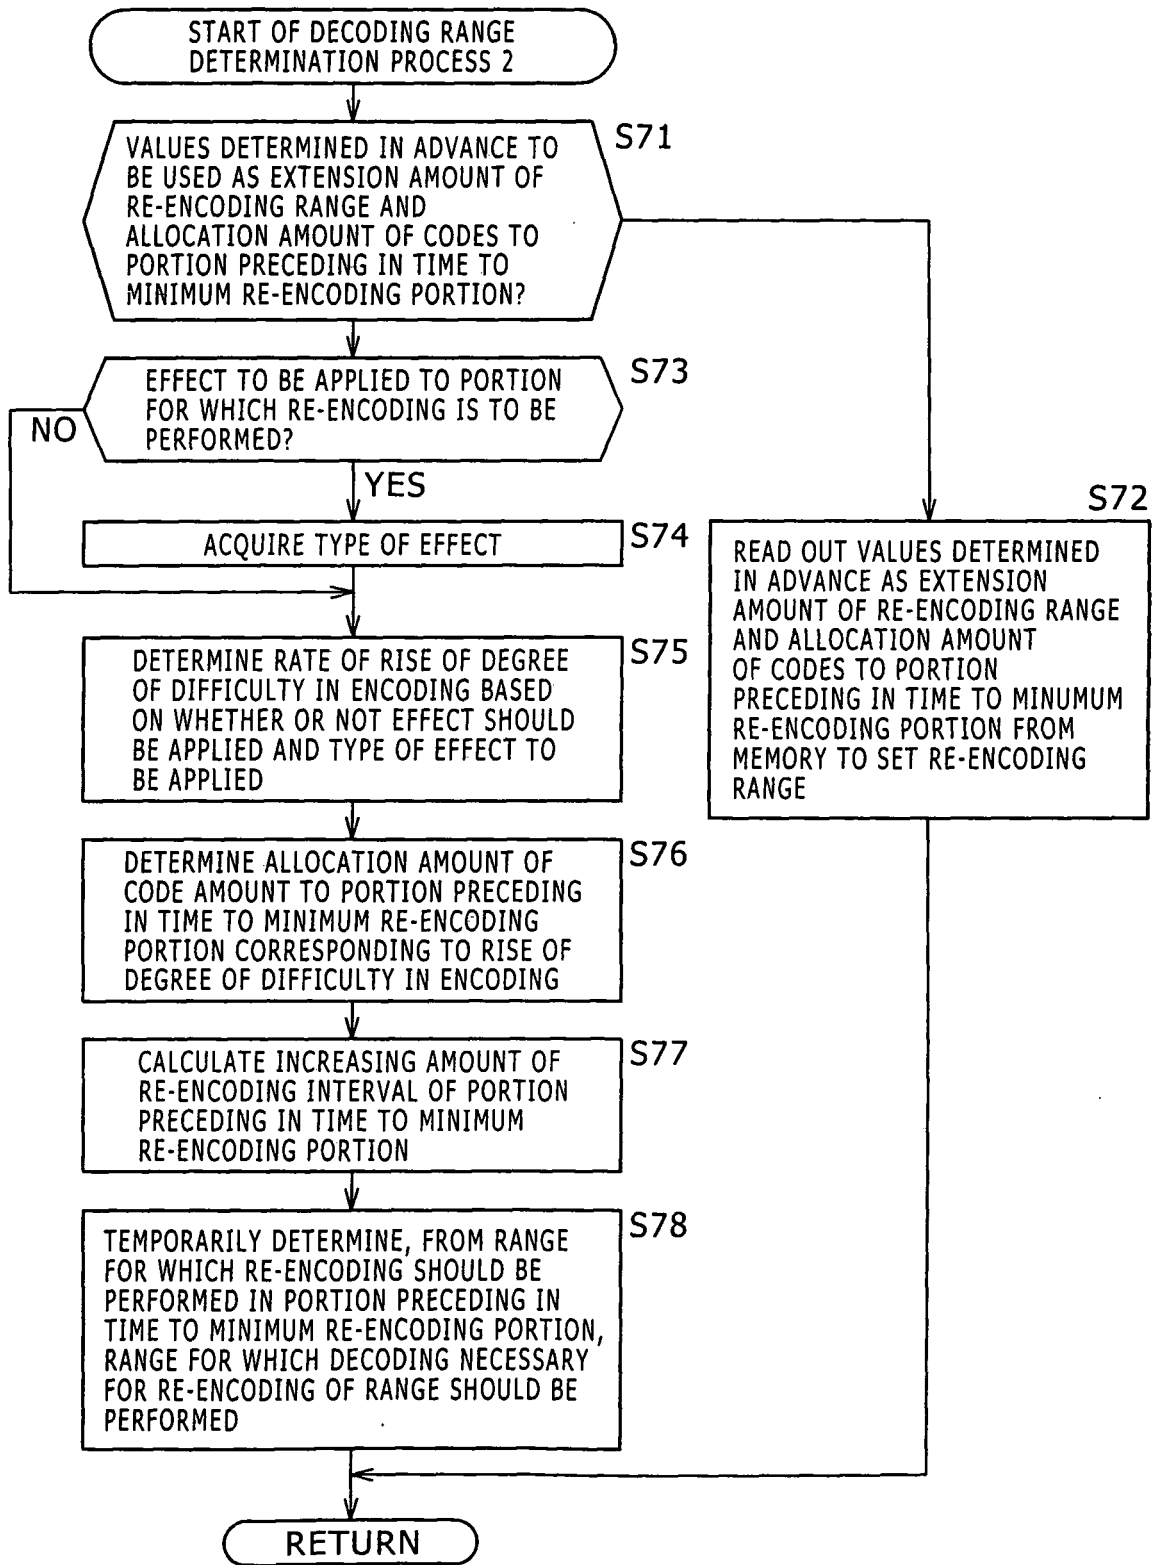 START OF DECODING RANGE
DETERMINATION PROCESS 2
S71
VALUES DETERMINED IN ADVANCE TO
BE USED AS EXTENSION AMOUNT OF
RE-ENCODING RANGE AND
ALLOCATION AMOUNT OF CODES TO
PORTION PRECEDING IN TIME TO
MINIMUM RE-ENCODING PORTION?
S73
EFFECT TO BE APPLIED TO PORTION
FOR WHICH RE-ENCODING IS TO BE
PERFORMED?
NO
YES
ACQUIRE TYPE OF EFFECT
S74
S72
READ OUT VALUES DETERMINED
IN ADVANCE AS EXTENSION
AMOUNT OF RE-ENCODING RANGE
AND ALLOCATION AMOUNT
OF CODES TO PORTION
PRECEDING IN TIME TO MINUMUM
RE-ENCODING PORTION FROM
MEMORY TO SET RE-ENCODING
RANGE
S75
DETERMINE RATE OF RISE OF DEGREE
OF DIFFICULTY IN ENCODING BASED
ON WHETHER OR NOT EFFECT SHOULD
BE APPLIED AND TYPE OF EFFECT TO
BE APPLIED
S76
DETERMINE ALLOCATION AMOUNT OF
CODE AMOUNT TO PORTION PRECEDING
IN TIME TO MINIMUM RE-ENCODING
PORTION CORRESPONDING TO RISE OF
DEGREE OF DIFFICULTY IN ENCODING
S77
CALCULATE INCREASING AMOUNT OF
RE-ENCODING INTERVAL OF PORTION
PRECEDING IN TIME TO MINIMUM
RE-ENCODING PORTION
S78
TEMPORARILY DETERMINE, FROM RANGE
FOR WHICH RE-ENCODING SHOULD BE
PERFORMED IN PORTION PRECEDING IN
TIME TO MINIMUM RE-ENCODING PORTION,
RANGE FOR WHICH DECODING NECESSARY
FOR RE-ENCODING OF RANGE SHOULD BE
PERFORMED
RETURN